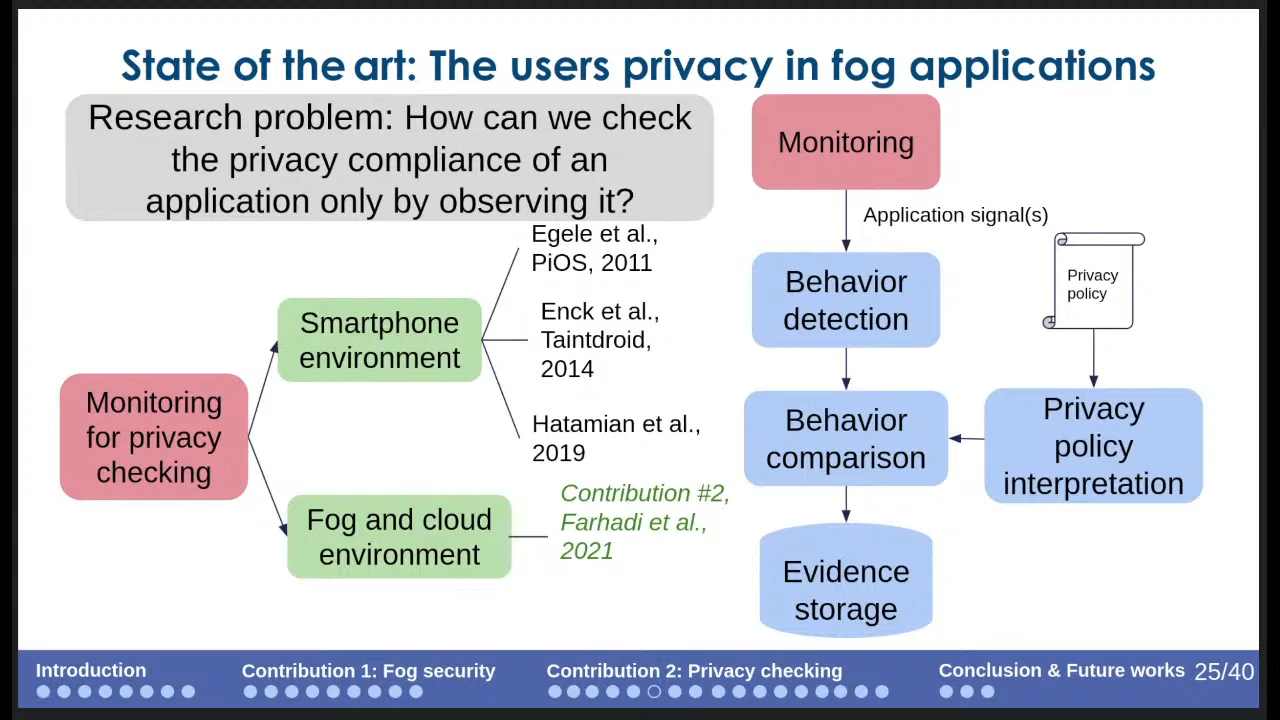 State of the art: The users privacy in fog applications
Research problem: How can we check
the privacy compliance of an
application only by observing it?
Monitoring
for privacy
checking
Smartphone
environment
Egele et al.,
PiOS, 2011
Enck et al.,
Taintdroid,
2014
Hatamian et al.,
2019
Fog and cloud
environment
Contribution #2,
Farhadi et al.,
2021
Monitoring
Application signal(s)
Behavior
detection
Privacy
policy
Behavior
comparison
Privacy
policy
interpretation
Evidence
storage
Introduction
Contribution 1: Fog security
Contribution 2: Privacy checking
Conclusion & Future works
25/40